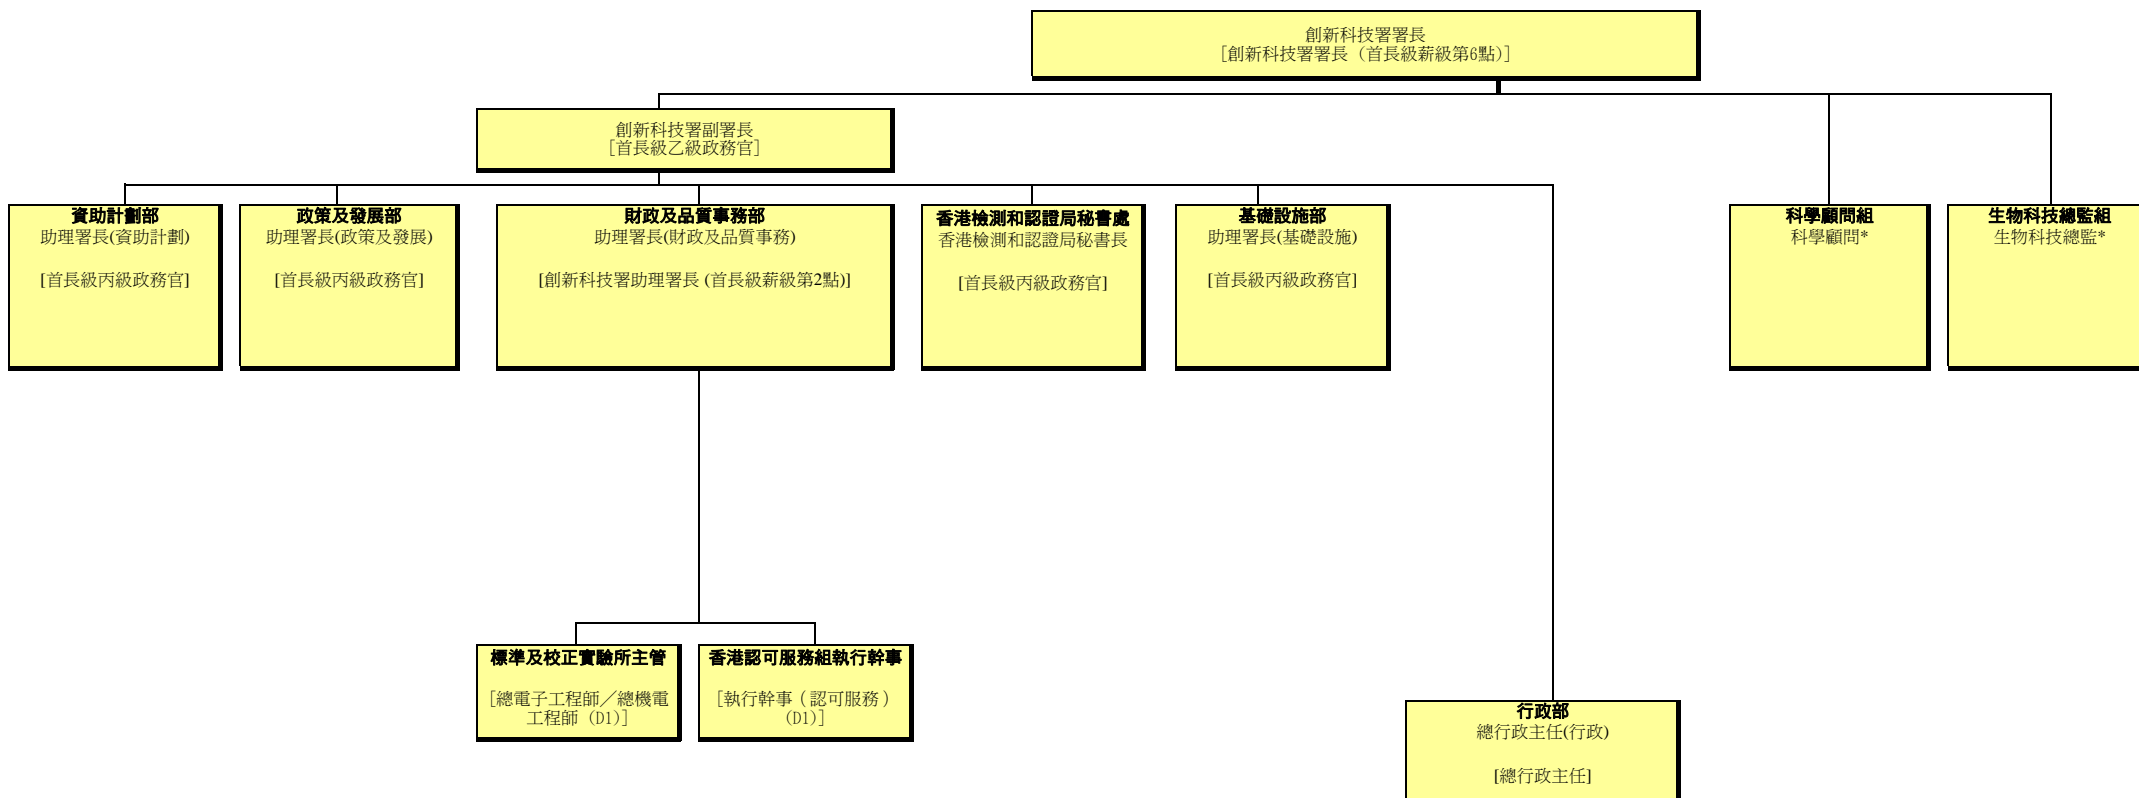 創新科技署署長
[創新科技署署長（首長級薪級第6點）]
創新科技署副署長
[首長級乙級政務官]
資助計劃部
助理署長(資助計劃)
[首長級丙級政務官]
政策及發展部
助理署長(政策及發展)
[首長級丙級政務官]
財政及品質事務部
助理署長(財政及品質事務)
[創新科技署助理署長 (首長級薪級第2點)]
香港檢測和認證局秘書處
香港檢測和認證局秘書長
[首長級丙級政務官]
基礎設施部
助理署長(基礎設施)
[首長級丙級政務官]
科學顧問組
科學顧問*
生物科技總監組
生物科技總監*
標準及校正實驗所主管
[總電子工程師／總機電
工程師（D1）]
香港認可服務組執行幹事
[執行幹事（認可服務）
（D1）]
行政部
總行政主任(行政)
[總行政主任]